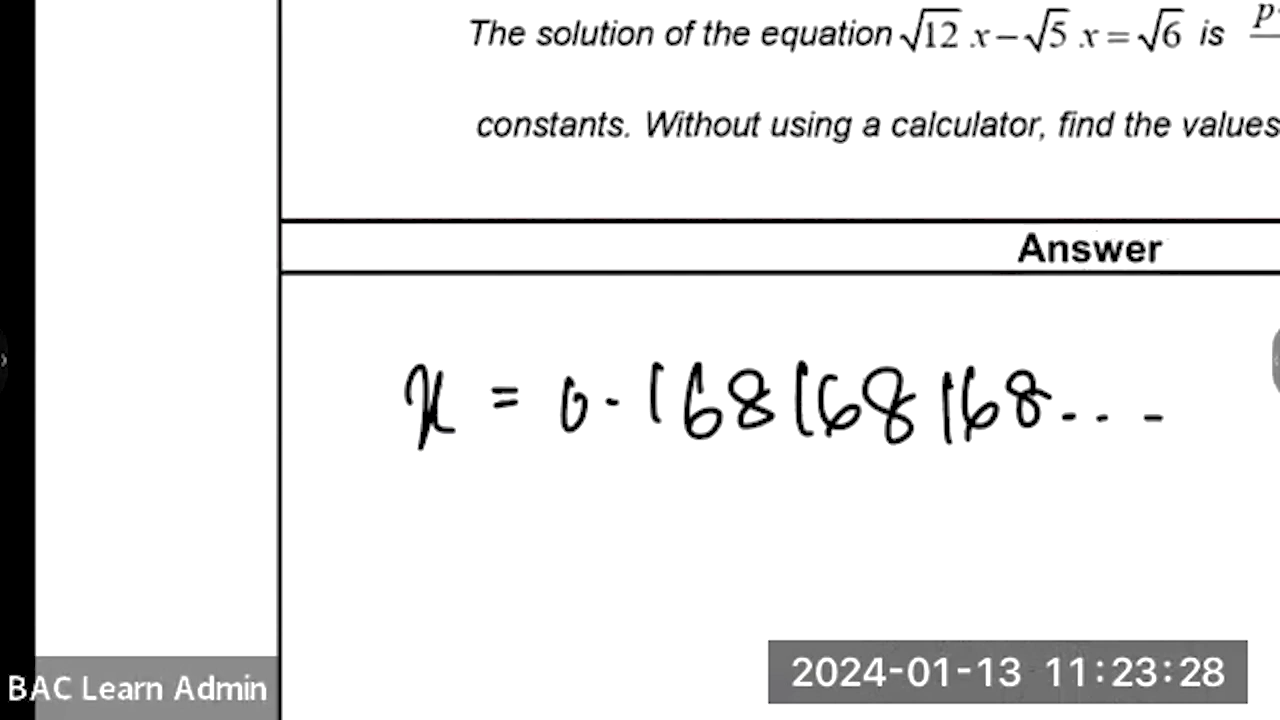 The solution of the equation √12 x − √5 x = √6 is p
constants. Without using a calculator, find the values
Answer
x = 0.168168168...
BAC Learn Admin
2024-01-13 11:23:28